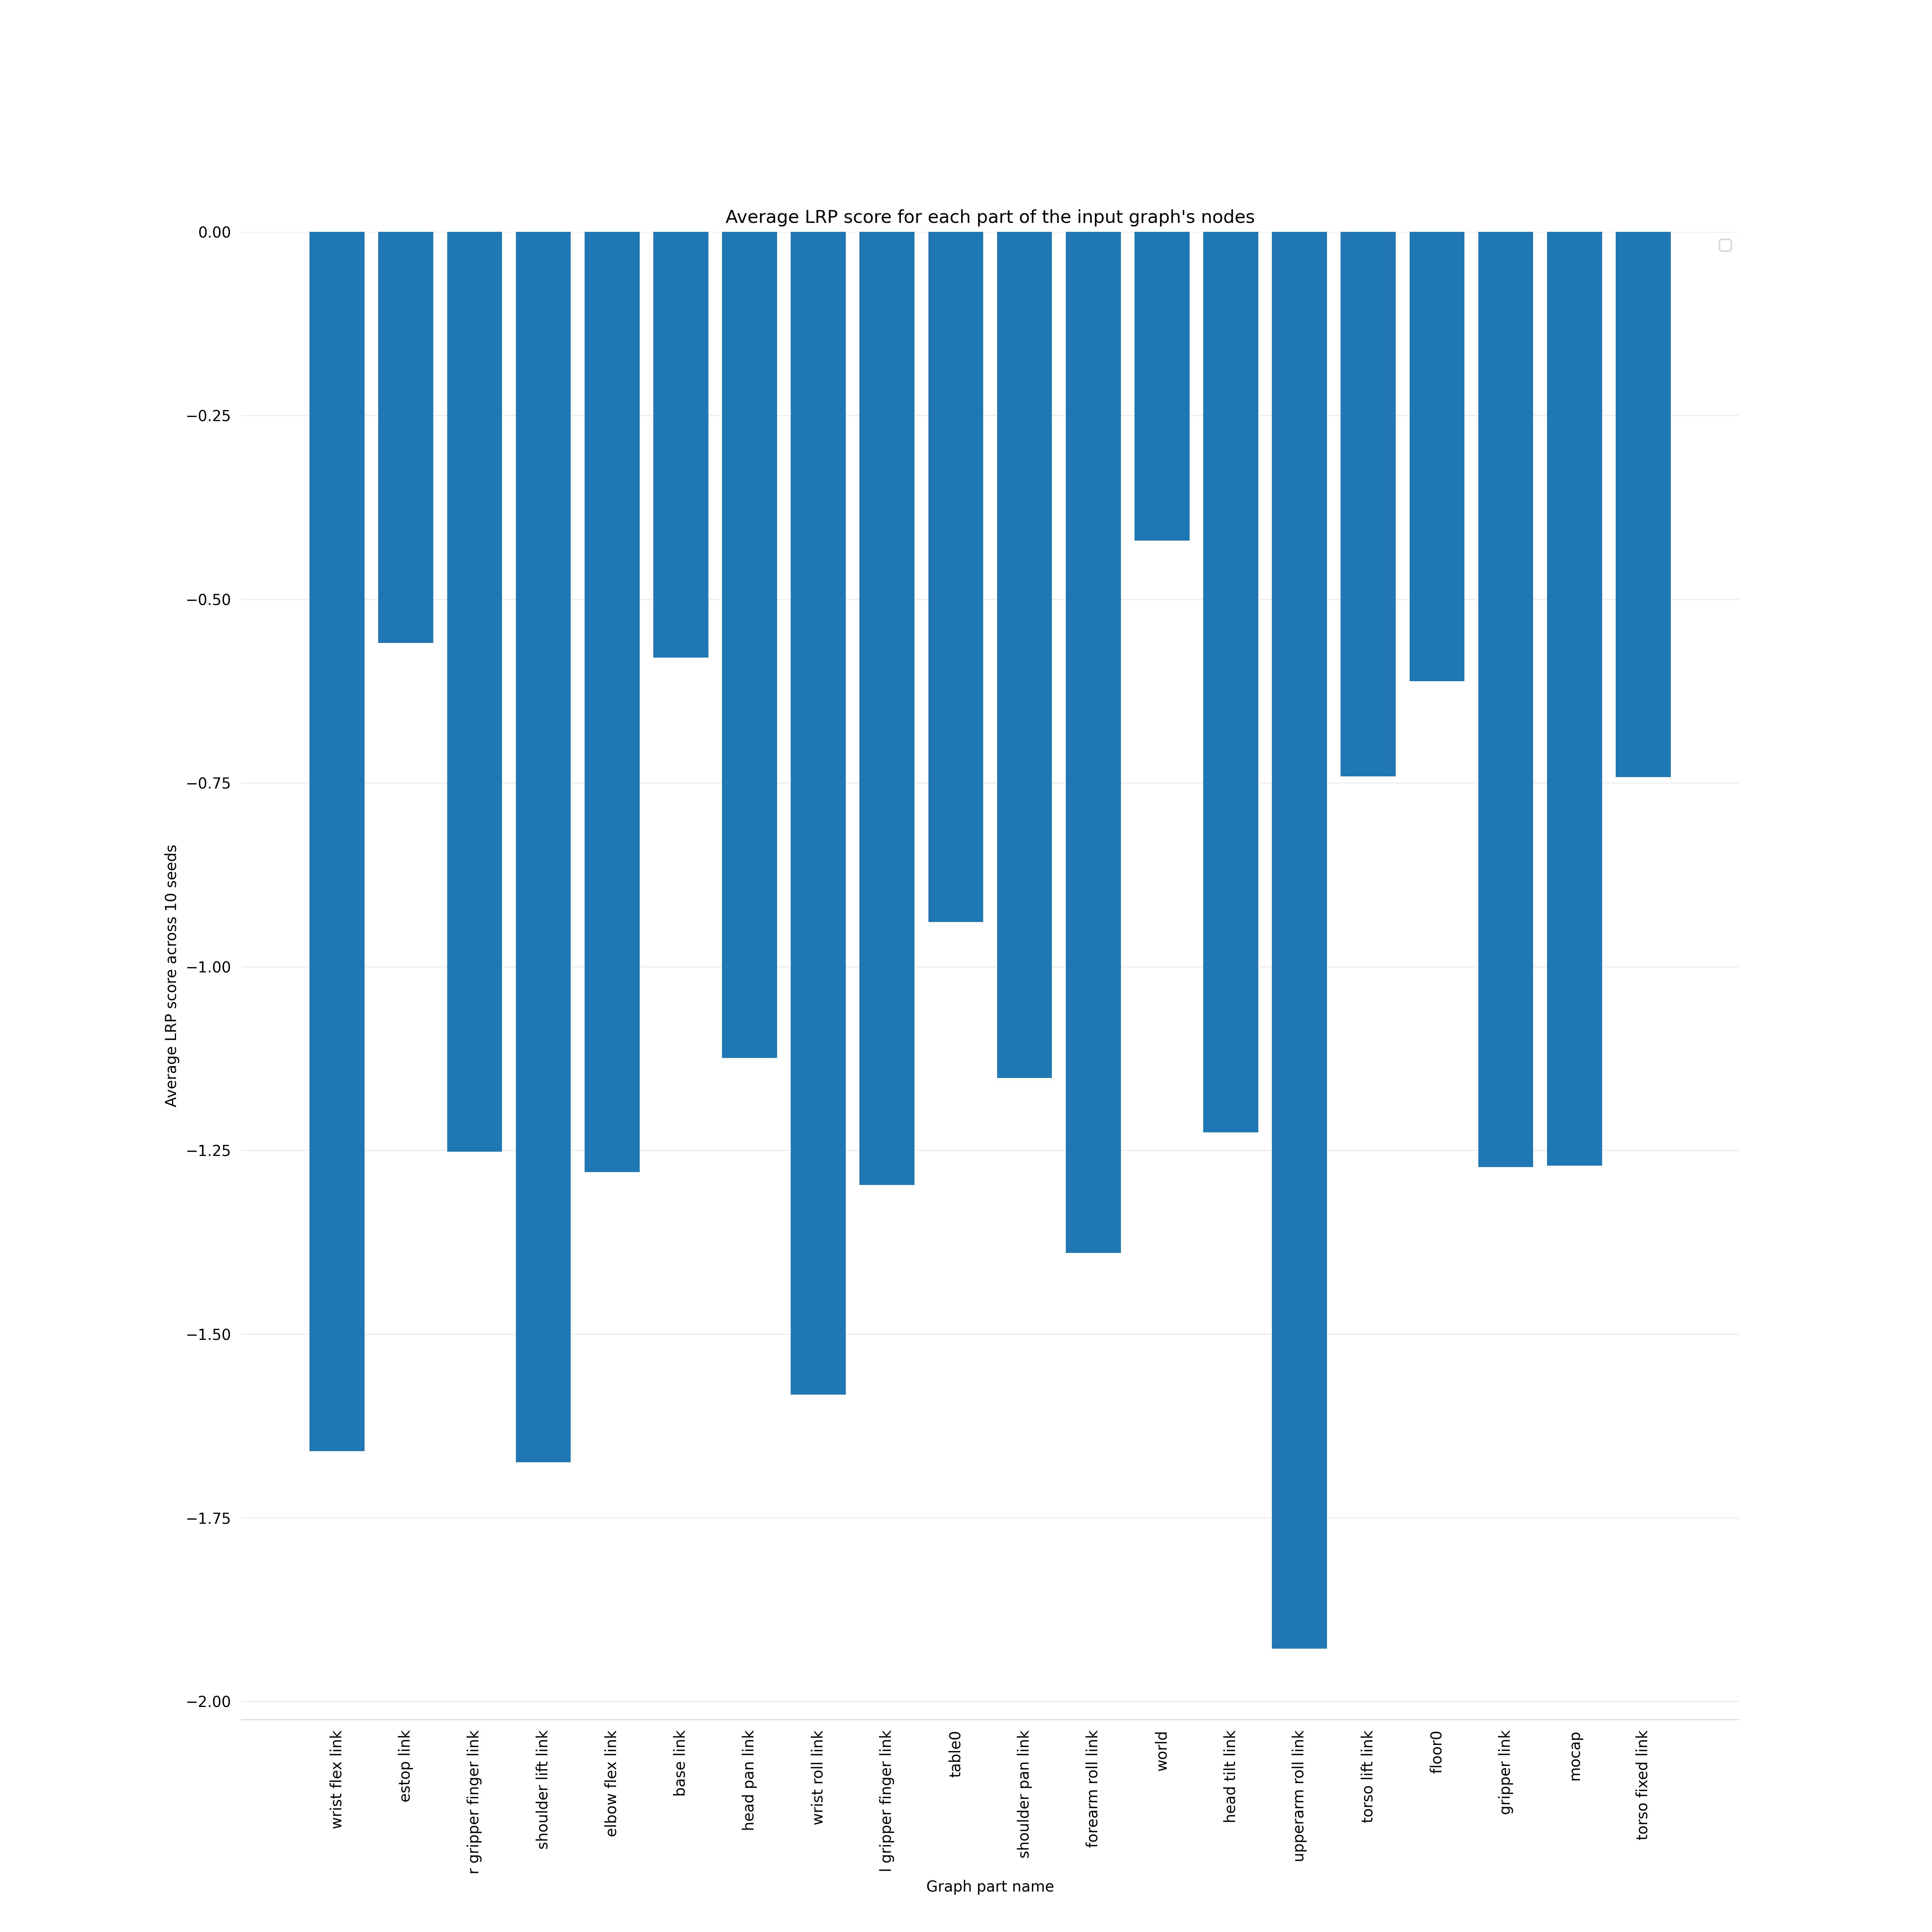 Average LRP score for each part of the input graph's nodes
0.00
−0.25
−0.50
−0.75
−1.00
−1.25
−1.50
−1.75
−2.00
Average LRP score across 10 seeds
wrist flex link
estop link
r gripper finger link
shoulder lift link
elbow flex link
base link
head pan link
wrist roll link
l gripper finger link
table0
shoulder pan link
forearm roll link
world
head tilt link
upperarm roll link
torso lift link
floor0
gripper link
mocap
torso fixed link
Graph part name